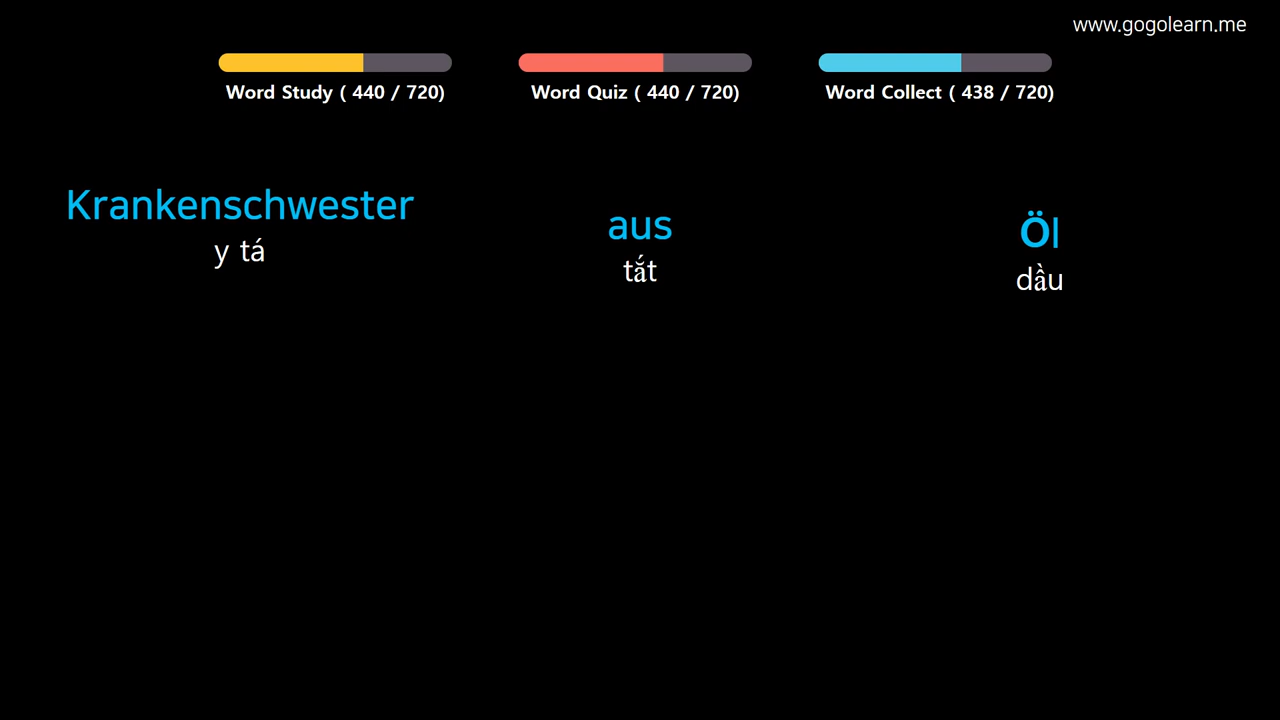 www.gogolearn.me
Word Study ( 440 / 720)
Word Quiz ( 440 / 720)
Word Collect ( 438 / 720)
Krankenschwester
y tá
aus
tắt
Öl
dầu